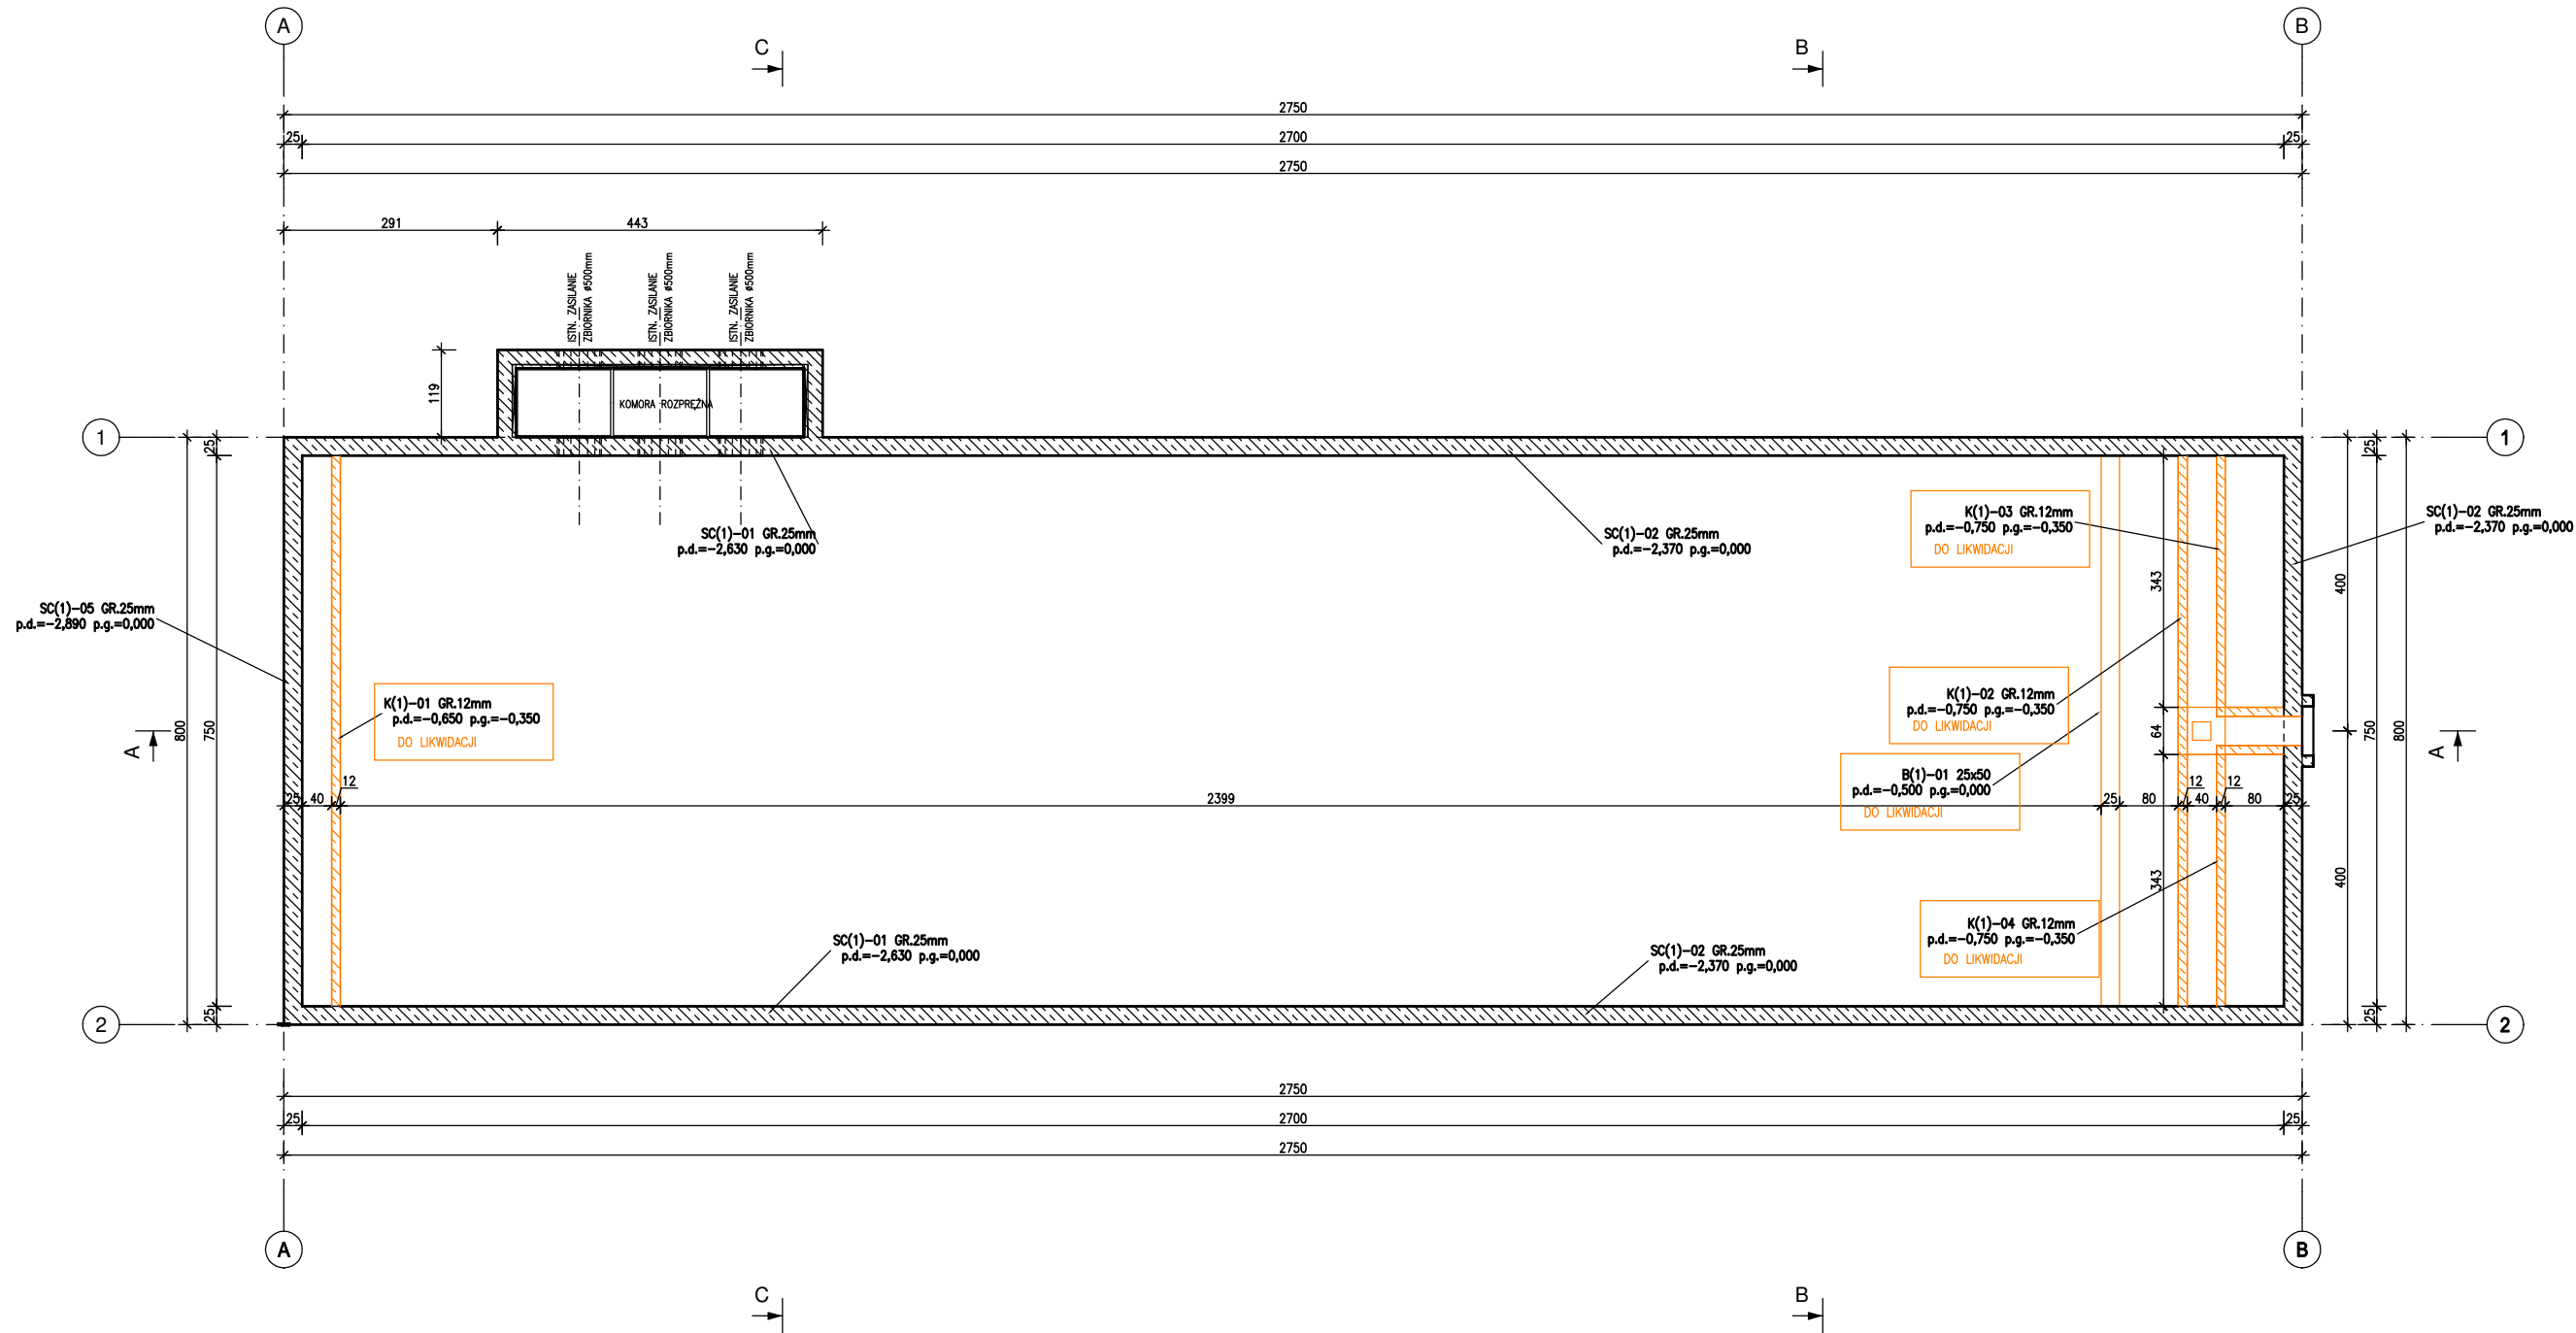 A
B
C
B
2750
25
2700
25
2750
291
443
ISTN. ZASILANIE
ZBIORNIKA ø500mm
ISTN. ZASILANIE
ZBIORNIKA ø500mm
ISTN. ZASILANIE
ZBIORNIKA ø500mm
119
KOMORA ROZPRĘŻNA
1
1
25
25
SC(1)-01 GR.25mm
p.d.=-2,630 p.g.=0,000
SC(1)-02 GR.25mm
p.d.=-2,370 p.g.=0,000
K(1)-03 GR.12mm
p.d.=-0,750 p.g.=-0,350
DO LIKWIDACJI
SC(1)-02 GR.25mm
p.d.=-2,370 p.g.=0,000
343
400
SC(1)-05 GR.25mm
p.d.=-2,890 p.g.=0,000
K(1)-01 GR.12mm
p.d.=-0,650 p.g.=-0,350
DO LIKWIDACJI
K(1)-02 GR.12mm
p.d.=-0,750 p.g.=-0,350
DO LIKWIDACJI
A
800
750
64
750
800
A
B(1)-01 25x50
p.d.=-0,500 p.g.=0,000
DO LIKWIDACJI
25
40
12
2399
25
80
12
40
12
80
25
343
400
K(1)-04 GR.12mm
p.d.=-0,750 p.g.=-0,350
DO LIKWIDACJI
SC(1)-01 GR.25mm
p.d.=-2,630 p.g.=0,000
SC(1)-02 GR.25mm
p.d.=-2,370 p.g.=0,000
2
25
25
2
2750
25
2700
25
2750
A
B
C
B